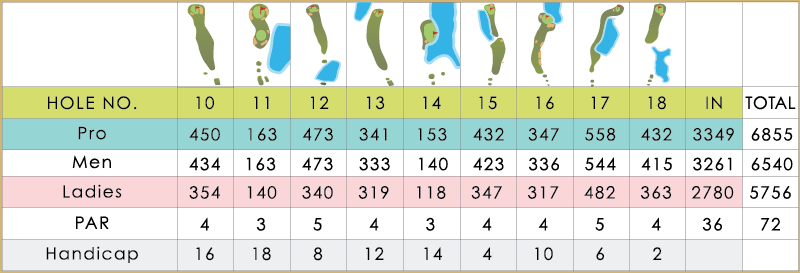 HOLE NO. 10 11 12 13 14 15 16 17 18 IN TOTAL
Pro 450 163 473 341 153 432 347 558 432 3349 6855
Men 434 163 473 333 140 423 336 544 415 3261 6540
Ladies 354 140 340 319 118 347 317 482 363 2780 5756
PAR 4 3 5 4 3 4 4 5 4 36 72
Handicap 16 18 8 12 14 4 10 6 2